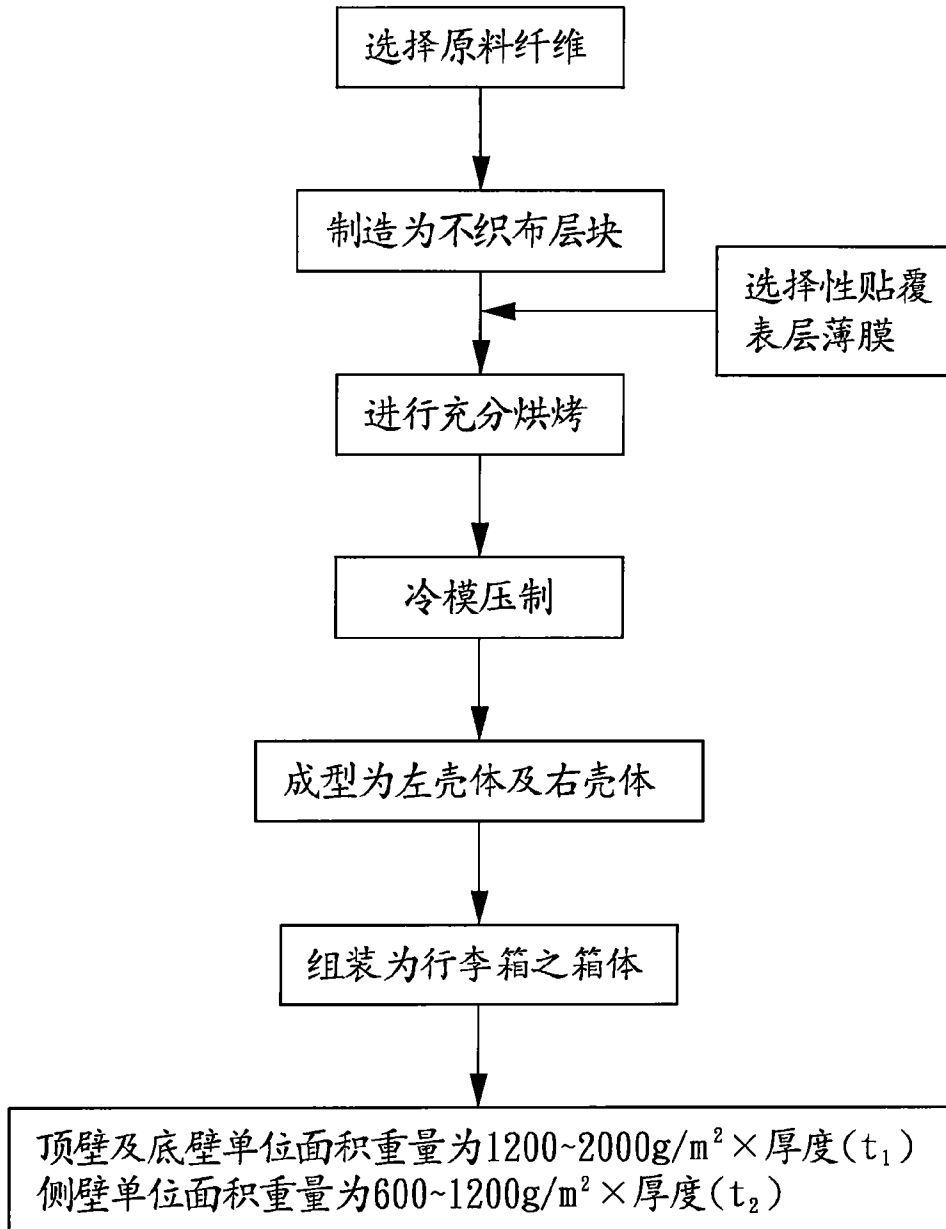 选择原料纤维
制造为不织布层块
选择性贴覆
表层薄膜
进行充分烘烤
冷模压制
成型为左壳体及右壳体
组装为行李箱之箱体
顶壁及底壁单位面积重量为1200~2000g/m²×厚度(t₁)
侧壁单位面积重量为600~1200g/m²×厚度(t₂)